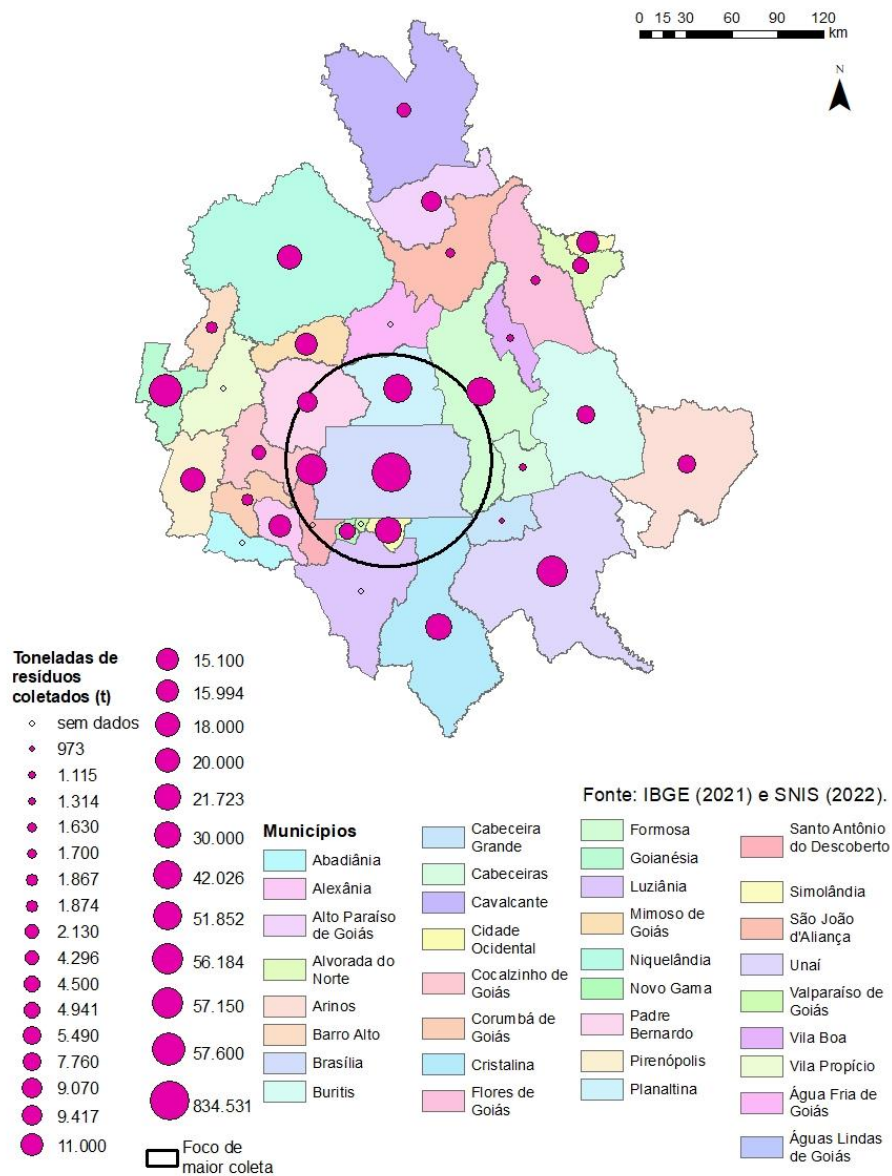 0 15 30 60 90 120
km
N
Toneladas de
resíduos
coletados (t)
sem dados
973
1.115
1.314
1.630
1.700
1.867
1.874
2.130
4.296
4.500
4.941
5.490
7.760
9.070
9.417
11.000
15.100
15.994
18.000
20.000
21.723
30.000
42.026
51.852
56.184
57.150
57.600
834.531
Foco de
maior coleta
Fonte: IBGE (2021) e SNIS (2022).
Municípios
Abadiânia
Alexânia
Alto Paraíso
de Goiás
Alvorada do
Norte
Arinos
Barro Alto
Brasília
Buritis
Cabeceira
Grande
Cabeceiras
Cavalcante
Cidade
Ocidental
Cocalzinho de
Goiás
Corumbá de
Goiás
Cristalina
Flores de
Goiás
Formosa
Goianésia
Luziânia
Mimoso de
Goiás
Niquelândia
Novo Gama
Padre
Bernardo
Pirenópolis
Planaltina
Santo Antônio
do Descoberto
Simolândia
São João
d'Aliança
Unaí
Valparaíso de
Goiás
Vila Boa
Vila Propício
Água Fria de
Goiás
Águas Lindas
de Goiás